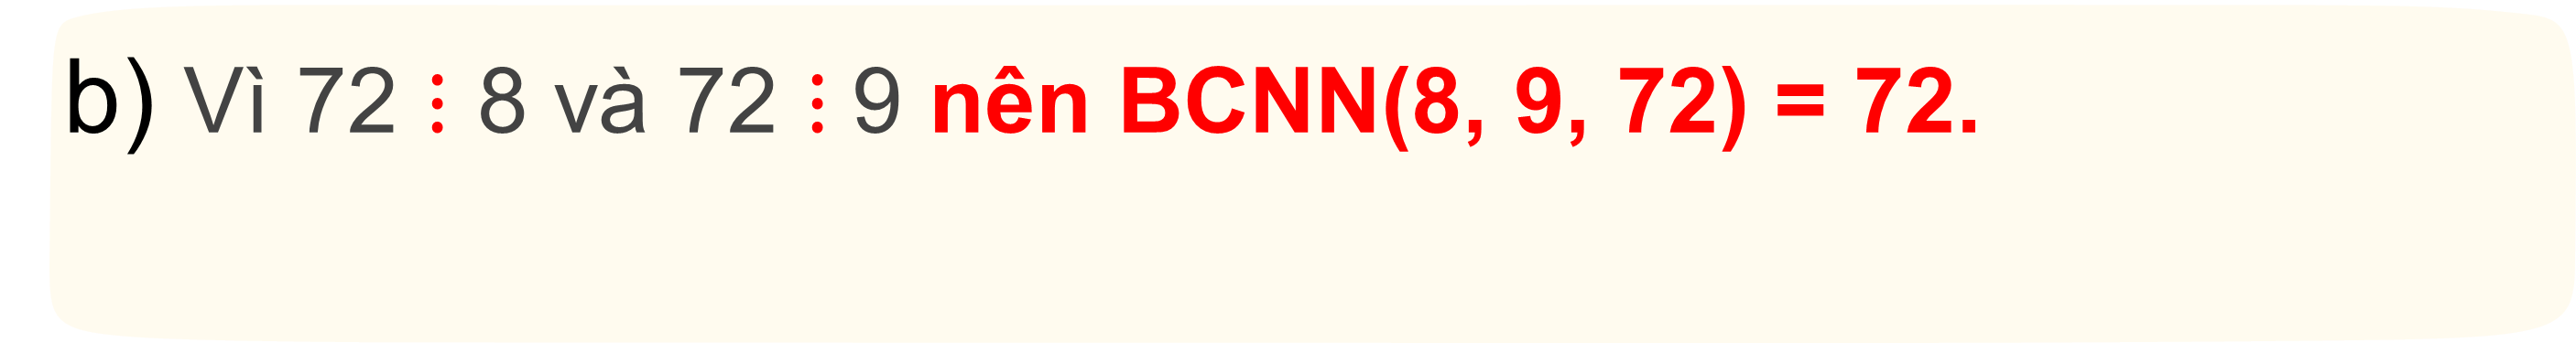 b) Vì 72 ⋮ 8 và 72 ⋮ 9 nên BCNN(8, 9, 72) = 72.